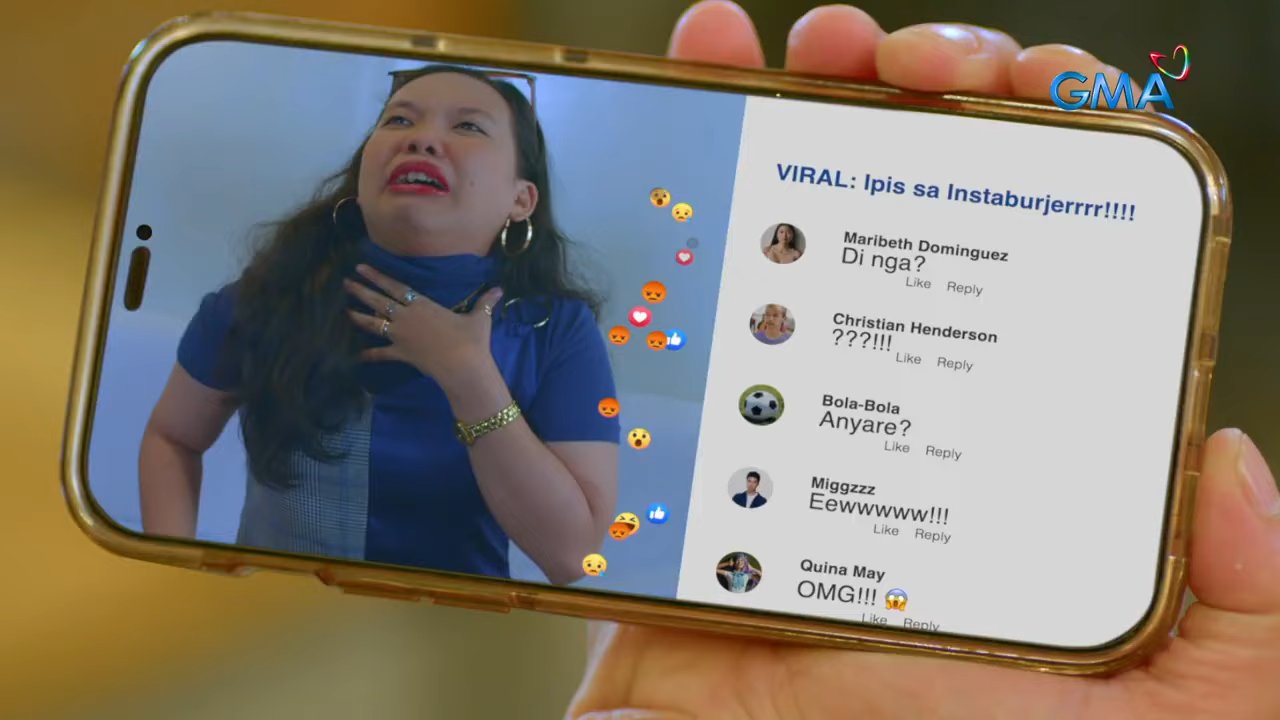 GMA
VIRAL: Ipis sa Instaburjerrrr!!!!
Maribeth Dominguez
Di nga?
Like Reply
Christian Henderson
???!!!
Like Reply
Bola-Bola
Anyare?
Like Reply
Miggzzz
Eewwwww!!!
Like Reply
Quina May
OMG!!! 😱
Like Reply